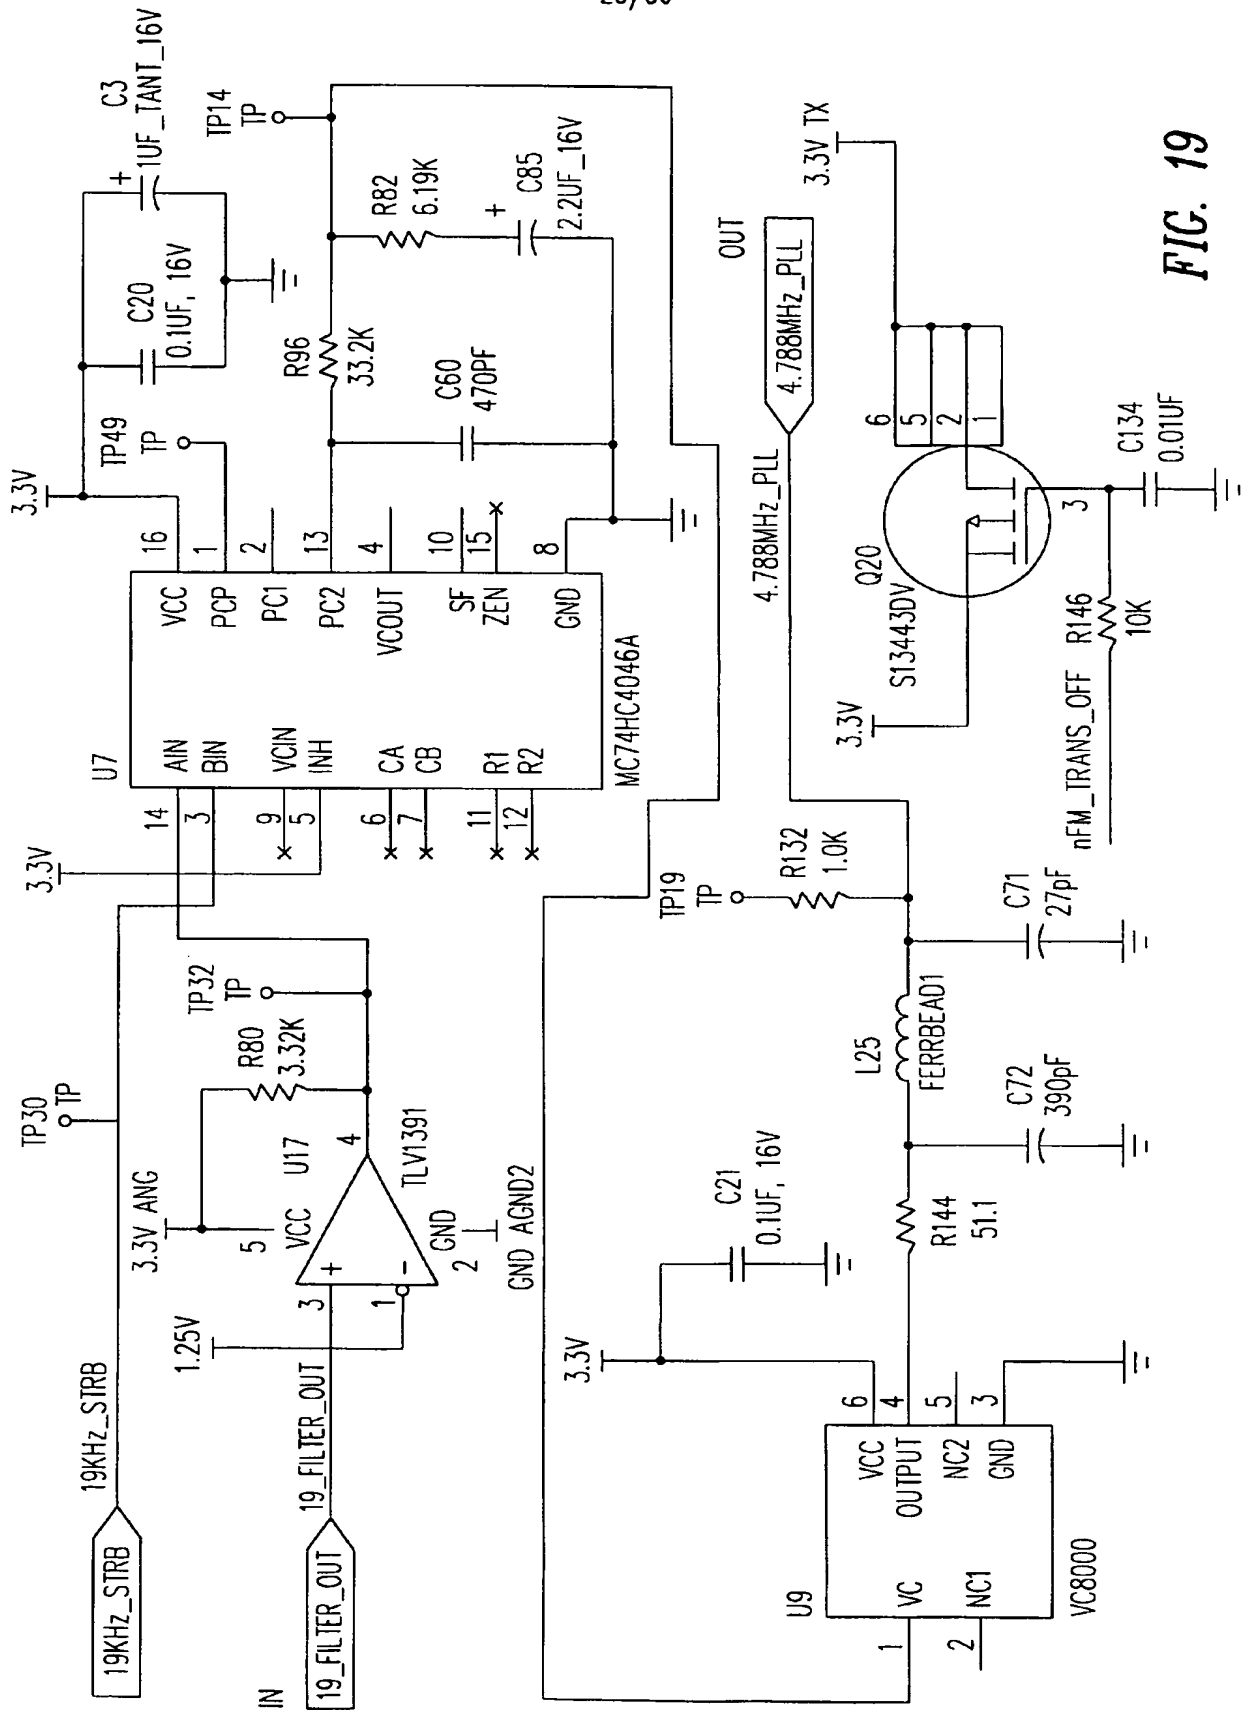 3.3V
C3
1UF_TANT_16V
+
C20
0.1UF, 16V
TP49
TP
TP14
TP
16
1
2
13
4
10
15
8
VCC
PCP
PC1
PC2
VCOUT
SF
ZEN
GND
U7
AIN
BIN
VCIN
INH
CA
CB
R1
R2
MC74HC4046A
14
3
9
5
6
7
11
12
3.3V
R96
33.2K
C60
470PF
R82
6.19K
+
C85
2.2UF_16V
19KHz_STRB
19KHz_STRB
TP30
TP
TP32
TP
R80
3.32K
3.3V ANG
5
VCC
U17
4
TLV1391
1.25V
3
+
1
-
GND
2
GND AGND2
IN
19_FILTER_OUT
19_FILTER_OUT
OUT
4.788MHz_PLL
4.788MHz_PLL
3.3V TX
6
5
2
1
Q20
S13443DV
3
3.3V
C134
0.01UF
R146
10K
nFM_TRANS_OFF
TP19
TP
R132
1.0K
C71
27pF
L25
FERRBEAD1
C72
390pF
C21
0.1UF, 16V
R144
51.1
3.3V
6
4
5
3
VCC
OUTPUT
NC2
GND
U9
VC
NC1
1
2
VC8000
FIG. 19